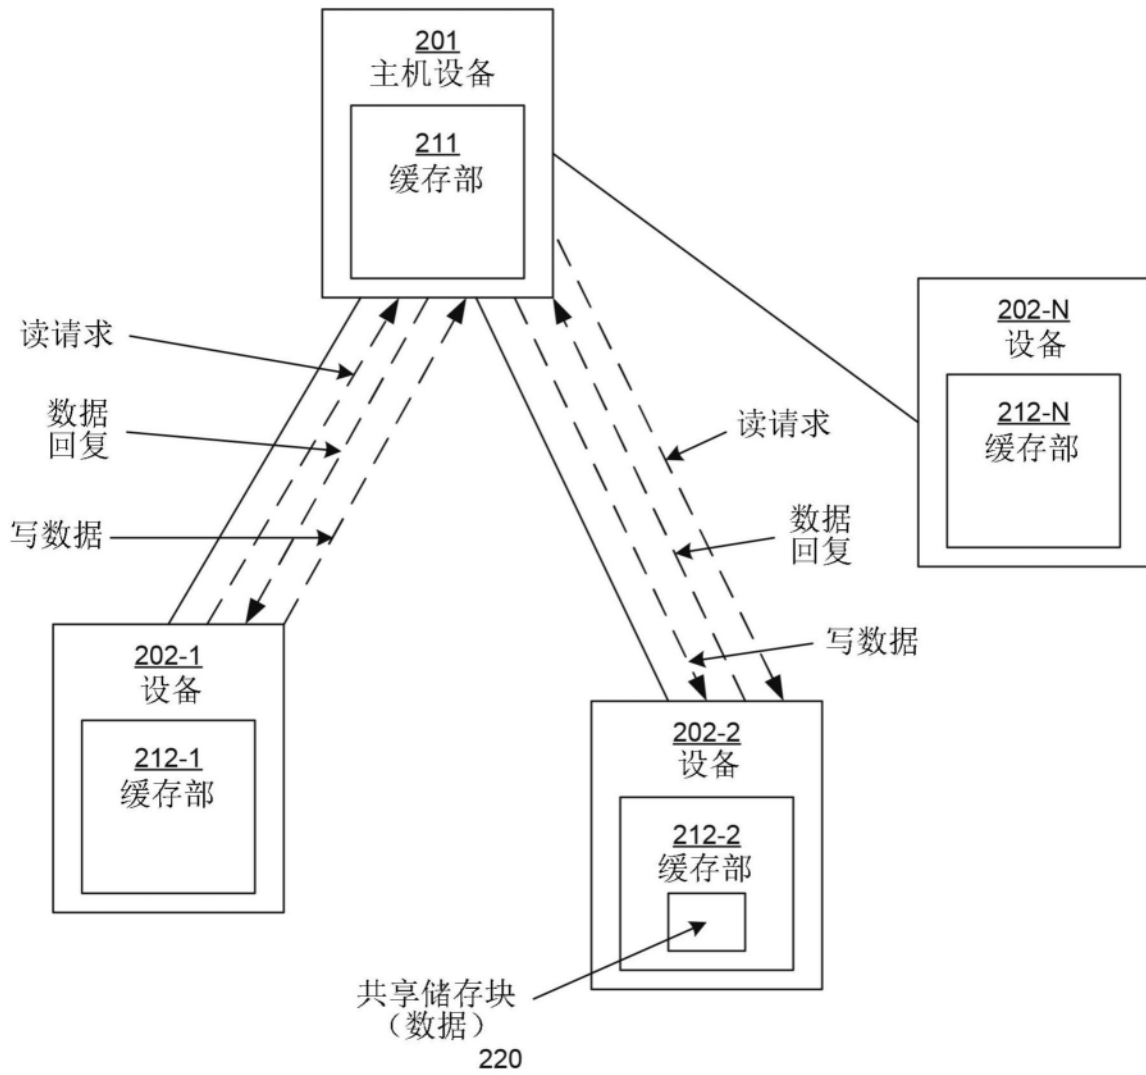 201
主机设备
211
缓存部
读请求
数据
回复
写数据
202-N
设备
212-N
缓存部
读请求
数据
回复
写数据
202-1
设备
212-1
缓存部
202-2
设备
212-2
缓存部
共享储存块
（数据）
220